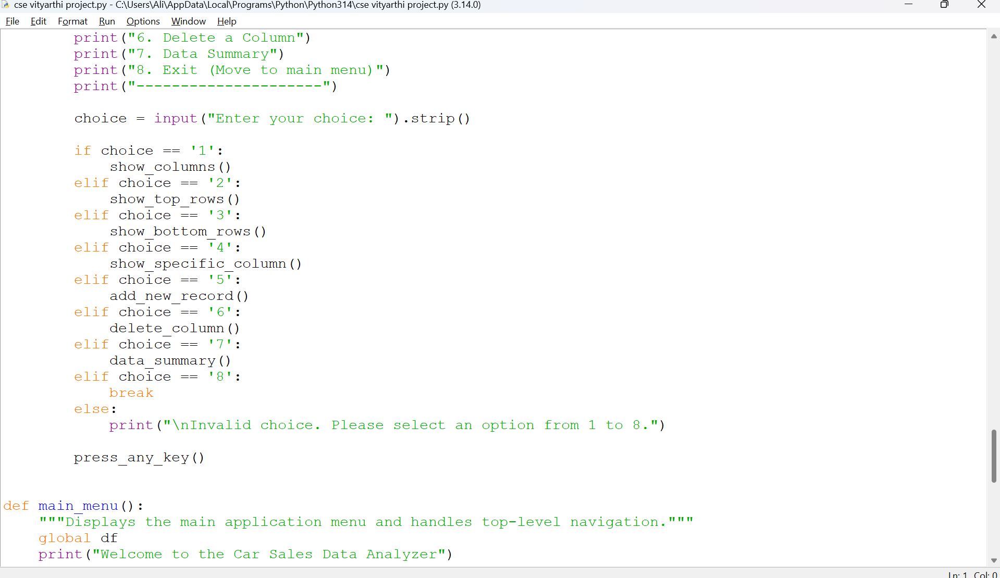 cse vityarthi project.py - C:\Users\Ali\AppData\Local\Programs\Python\Python314\cse vityarthi project.py (3.14.0)
File Edit Format Run Options Window Help
        print("6. Delete a Column")
        print("7. Data Summary")
        print("8. Exit (Move to main menu)")
        print("---------------------")

        choice = input("Enter your choice: ").strip()

        if choice == '1':
            show_columns()
        elif choice == '2':
            show_top_rows()
        elif choice == '3':
            show_bottom_rows()
        elif choice == '4':
            show_specific_column()
        elif choice == '5':
            add_new_record()
        elif choice == '6':
            delete_column()
        elif choice == '7':
            data_summary()
        elif choice == '8':
            break
        else:
            print("\nInvalid choice. Please select an option from 1 to 8.")

        press_any_key()


def main_menu():
    """Displays the main application menu and handles top-level navigation."""
    global df
    print("Welcome to the Car Sales Data Analyzer")
Ln: 1 Col: 0